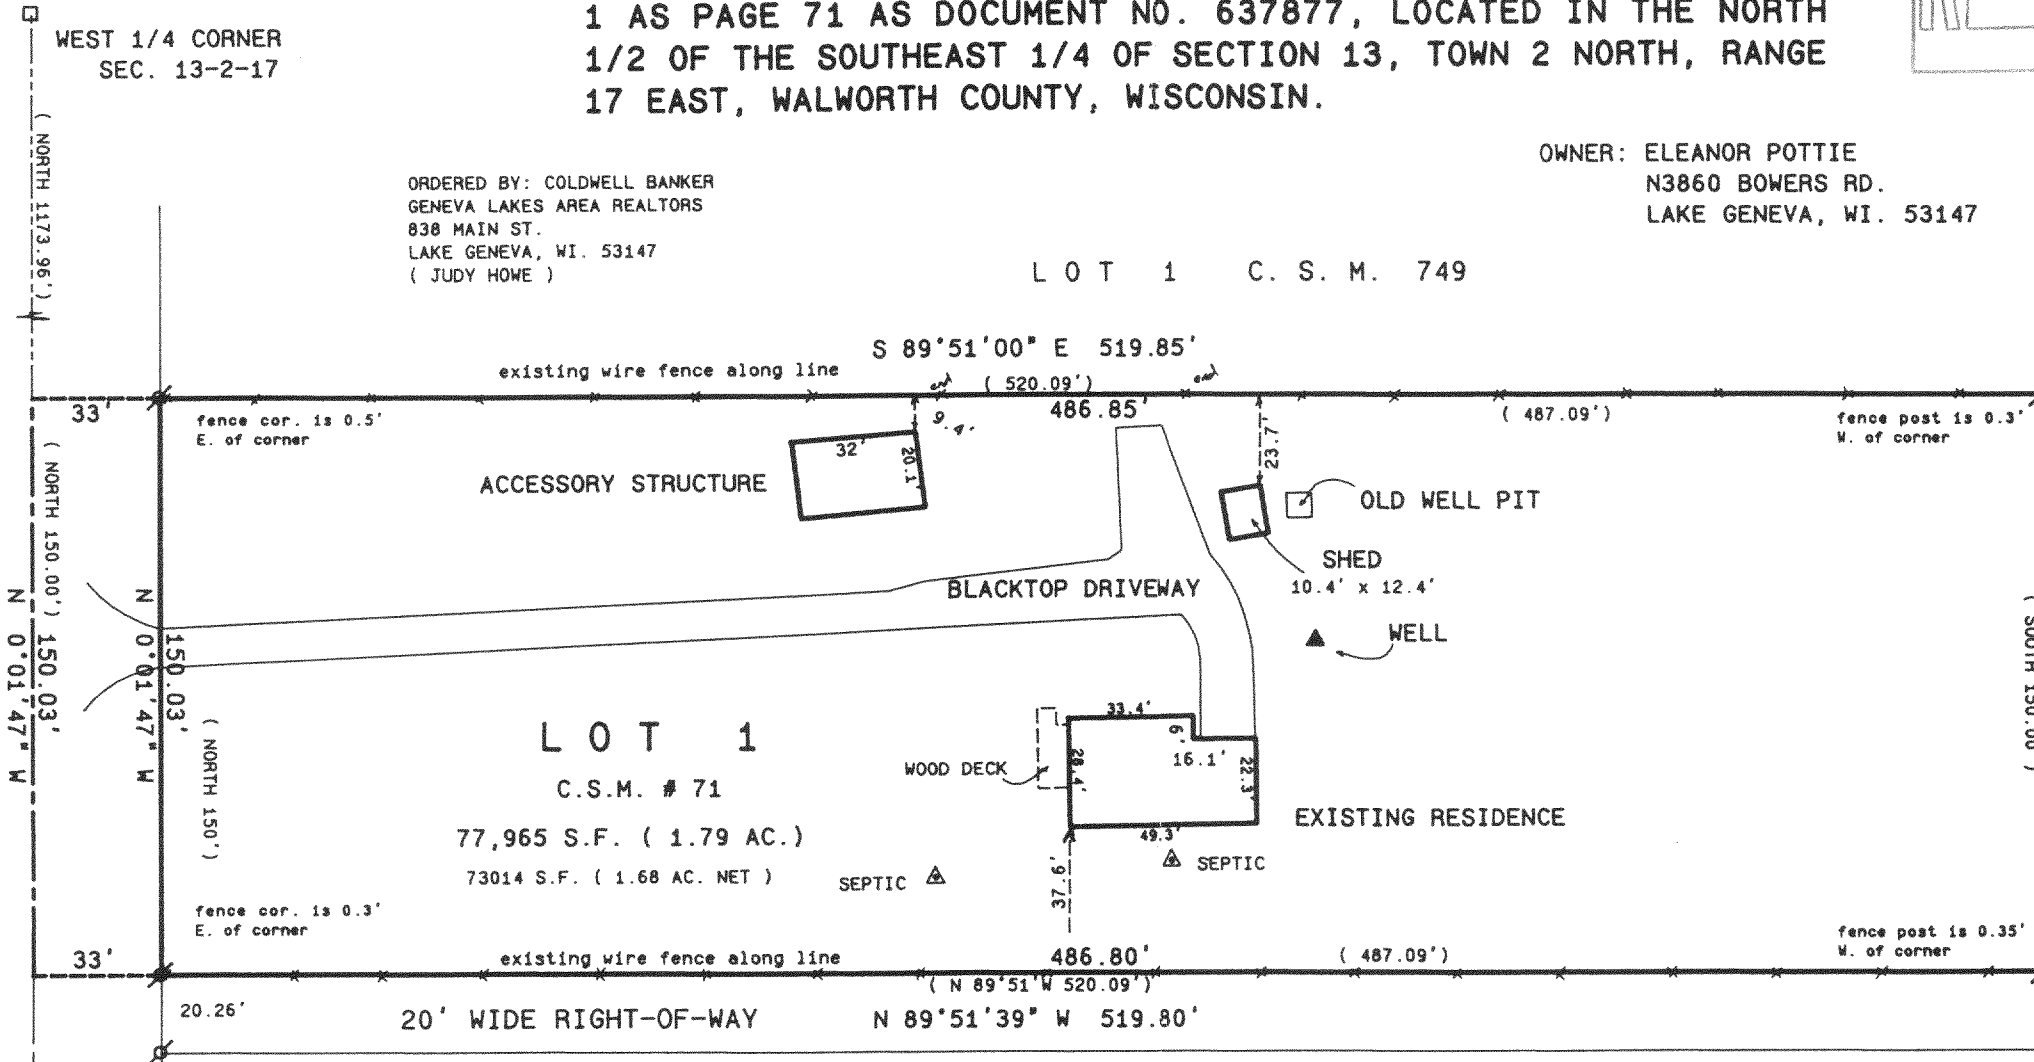 1 AS PAGE 71 AS DOCUMENT NO. 637877, LOCATED IN THE NORTH
1/2 OF THE SOUTHEAST 1/4 OF SECTION 13, TOWN 2 NORTH, RANGE
17 EAST, WALWORTH COUNTY, WISCONSIN.
WEST 1/4 CORNER
SEC. 13-2-17
( NORTH 1173.96')
ORDERED BY: COLDWELL BANKER
GENEVA LAKES AREA REALTORS
838 MAIN ST.
LAKE GENEVA, WI. 53147
( JUDY HOWE )
OWNER: ELEANOR POTTIE
N3860 BOWERS RD.
LAKE GENEVA, WI. 53147
LOT 1 C. S. M. 749
S 89°51'00" E 519.85'
existing wire fence along line
end
( 520.09')
end
33'
486.85'
( 487.09')
fence cor. is 0.5'
E. of corner
fence post is 0.3'
W. of corner
9.4'
23.7'
32'
20.1'
ACCESSORY STRUCTURE
OLD WELL PIT
SHED
10.4' x 12.4'
BLACKTOP DRIVEWAY
WELL
( NORTH 150.00')
N 0°01'47" W
150.03'
N 0°01'47" W
150.03'
( NORTH 150')
( SOUTH 150.00' )
LOT 1
C.S.M. # 71
77,965 S.F. ( 1.79 AC.)
73014 S.F. ( 1.68 AC. NET )
WOOD DECK
33.4'
6'
16.1'
28.4'
22.3'
49.3'
EXISTING RESIDENCE
SEPTIC
SEPTIC
37.6'
fence cor. is 0.3'
E. of corner
fence post is 0.35'
W. of corner
33'
existing wire fence along line
486.80'
( 487.09')
( N 89°51'W 520.09')
20.26'
20' WIDE RIGHT-OF-WAY
N 89°51'39" W 519.80'